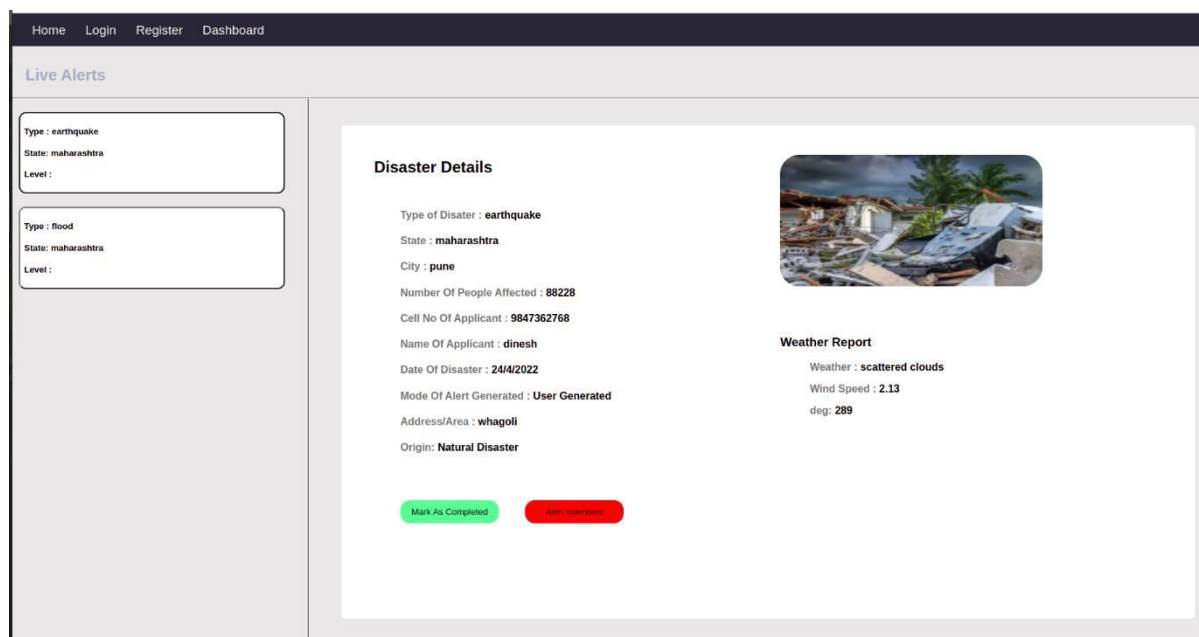 Home Login Register Dashboard
Live Alerts
Type : earthquake
State: maharashtra
Level :
Type : flood
State: maharashtra
Level :
Disaster Details
Type of Disater : earthquake
State : maharashtra
City : pune
Number Of People Affected : 88228
Cell No Of Applicant : 9847362768
Name Of Applicant : dinesh
Date Of Disaster : 24/4/2022
Mode Of Alert Generated : User Generated
Address/Area : whagoli
Origin: Natural Disaster
Mark As Completed
Alert
Weather Report
Weather : scattered clouds
Wind Speed : 2.13
deg: 289